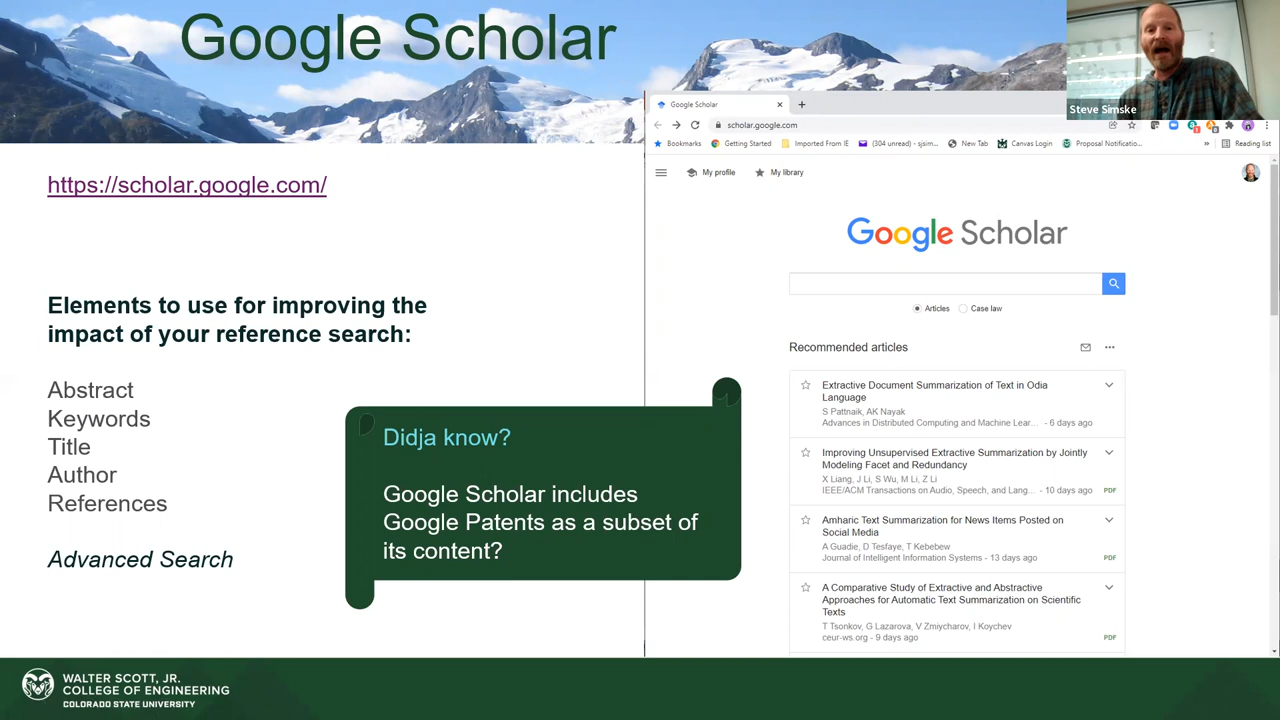 Google Scholar
Steve Simske
Google Scholar
scholar.google.com
Bookmarks
Getting Started
Imported From IE
(304 unread) - sjsim...
New Tab
Canvas Login
Proposal Notificatio...
Reading list
My profile
My library
Google Scholar
Articles
Case law
Recommended articles
Extractive Document Summarization of Text in Odia
Language
S Pattnaik, AK Nayak
Advances in Distributed Computing and Machine Lear... - 6 days ago
Improving Unsupervised Extractive Summarization by Jointly
Modeling Facet and Redundancy
X Liang, J Li, S Wu, M Li, Z Li
IEEE/ACM Transactions on Audio, Speech, and Lang... - 10 days ago
PDF
Amharic Text Summarization for News Items Posted on
Social Media
A Guadie, D Tesfaye, T Kebebew
Journal of Intelligent Information Systems - 13 days ago
PDF
A Comparative Study of Extractive and Abstractive
Approaches for Automatic Text Summarization on Scientific
Texts
T Tsonkov, G Lazarova, V Zmiycharov, I Koychev
ceur-ws.org - 9 days ago
PDF
https://scholar.google.com/
Elements to use for improving the
impact of your reference search:
Abstract
Keywords
Title
Author
References
Advanced Search
Didja know?
Google Scholar includes
Google Patents as a subset of
its content?
WALTER SCOTT, JR.
COLLEGE OF ENGINEERING
COLORADO STATE UNIVERSITY